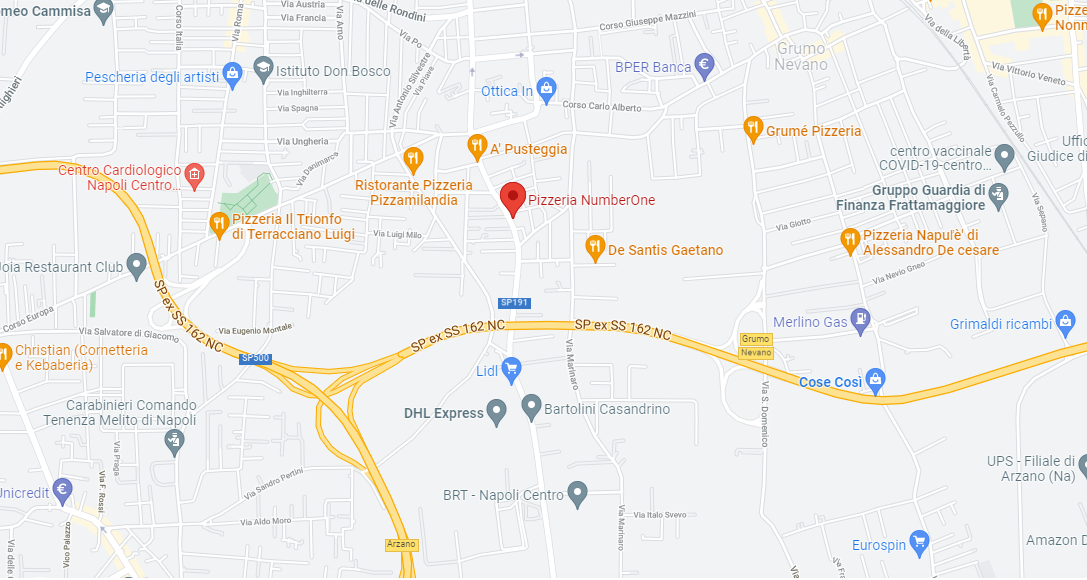 omeo Cammisa
Corso Italia
Via Roma
Via Austria
Via Francia
Via Arno
delle Rondini
Via Po
Corso Giuseppe Mazzini
Grumo
Nevano
Via della Libertà
Pizze
Nonn
Via Vittorio Veneto
Via Carmelo Pezzullo
Pescheria degli artisti
Istituto Don Bosco
Via Inghilterra
Via Spagna
Via Ungheria
Via Danimarca
Via Antonio Silvestre
Via Piave
Ottica In
BPER Banca
Corso Carlo Alberto
Grumé Pizzeria
A' Pusteggia
centro vaccinale
COVID-19-centro...
Uffic
Giudice di
ghieri
Centro Cardiologico
Napoli Centro...
Ristorante Pizzeria
Pizzamilandia
Pizzeria NumberOne
Gruppo Guardia di
Finanza Frattamaggiore
Via Sepano
Pizzeria Il Trionfo
di Terracciano Luigi
Via Luigi Milo
De Santis Gaetano
Via Giotto
Pizzeria Napul'è' di
Alessandro De cesare
Via Nevio Gneo
Joia Restaurant Club
SP ex SS 162 NC
SP191
Corso Europa
Via Salvatore di Giacomo
Via Eugenio Montale
SP ex SS 162 NC
SP ex SS 162 NC
Merlino Gas
Grimaldi ricambi
Grumo
Nevano
Christian (Cornetteria
e Kebaberia)
SP500
Lidl
Via Marinaro
Cose Così
Via S. Domenico
Carabinieri Comando
Tenenza Melito di Napoli
DHL Express
Bartolini Casandrino
Via Praga
Via F. Rossi
Via Sandro Pertini
UPS - Filiale di
Arzano (Na)
Unicredit
BRT - Napoli Centro
Via Marinaro
Via Italo Svevo
Via Aldo Moro
Vico Palazzo
Via delle
Arzano
Eurospin
Amazon D
Via Fra